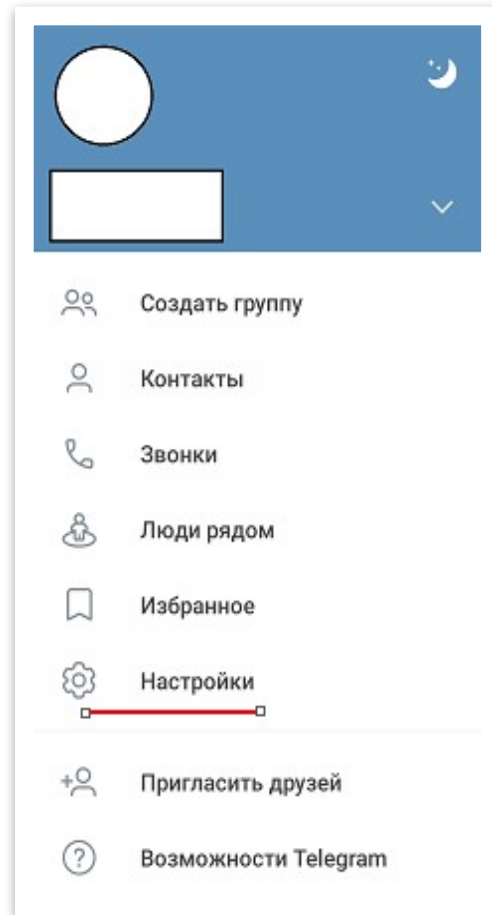 Создать группу
Контакты
Звонки
Люди рядом
Избранное
Настройки
Пригласить друзей
Возможности Telegram